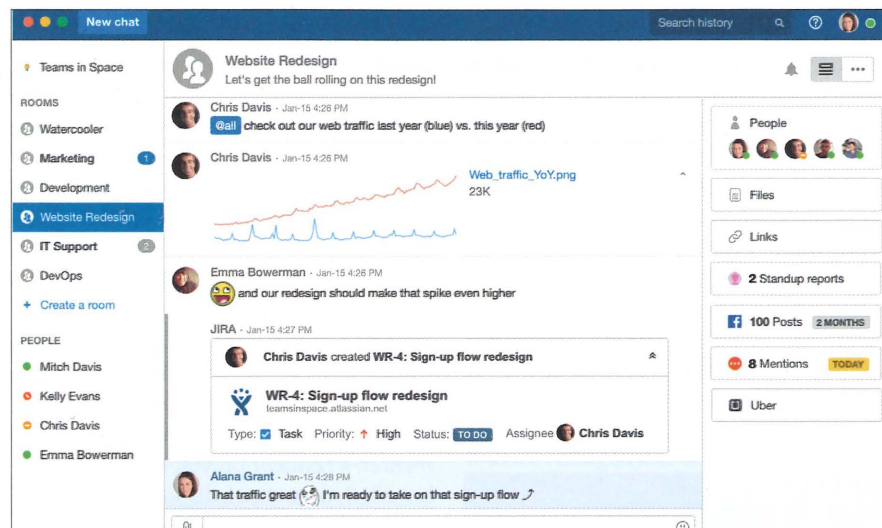 New chat
Search history
Teams in Space
ROOMS
Watercooler
Marketing 1
Development
Website Redesign
IT Support 2
DevOps
+ Create a room
PEOPLE
Mitch Davis
Kelly Evans
Chris Davis
Emma Bowerman
Website Redesign
Let's get the ball rolling on this redesign!
Chris Davis · Jan-15 4:26 PM
@all check out our web traffic last year (blue) vs. this year (red)
Chris Davis · Jan-15 4:26 PM
Web_traffic_YoY.png
23K
Emma Bowerman · Jan-15 4:26 PM
and our redesign should make that spike even higher
JIRA · Jan-15 4:27 PM
Chris Davis created WR-4: Sign-up flow redesign
WR-4: Sign-up flow redesign
teamsinspace.atlassian.net
Type: Task Priority: High Status: TO DO Assignee Chris Davis
Alana Grant · Jan-15 4:28 PM
That traffic great I'm ready to take on that sign-up flow
People
Files
Links
2 Standup reports
100 Posts 2 MONTHS
8 Mentions TODAY
Uber